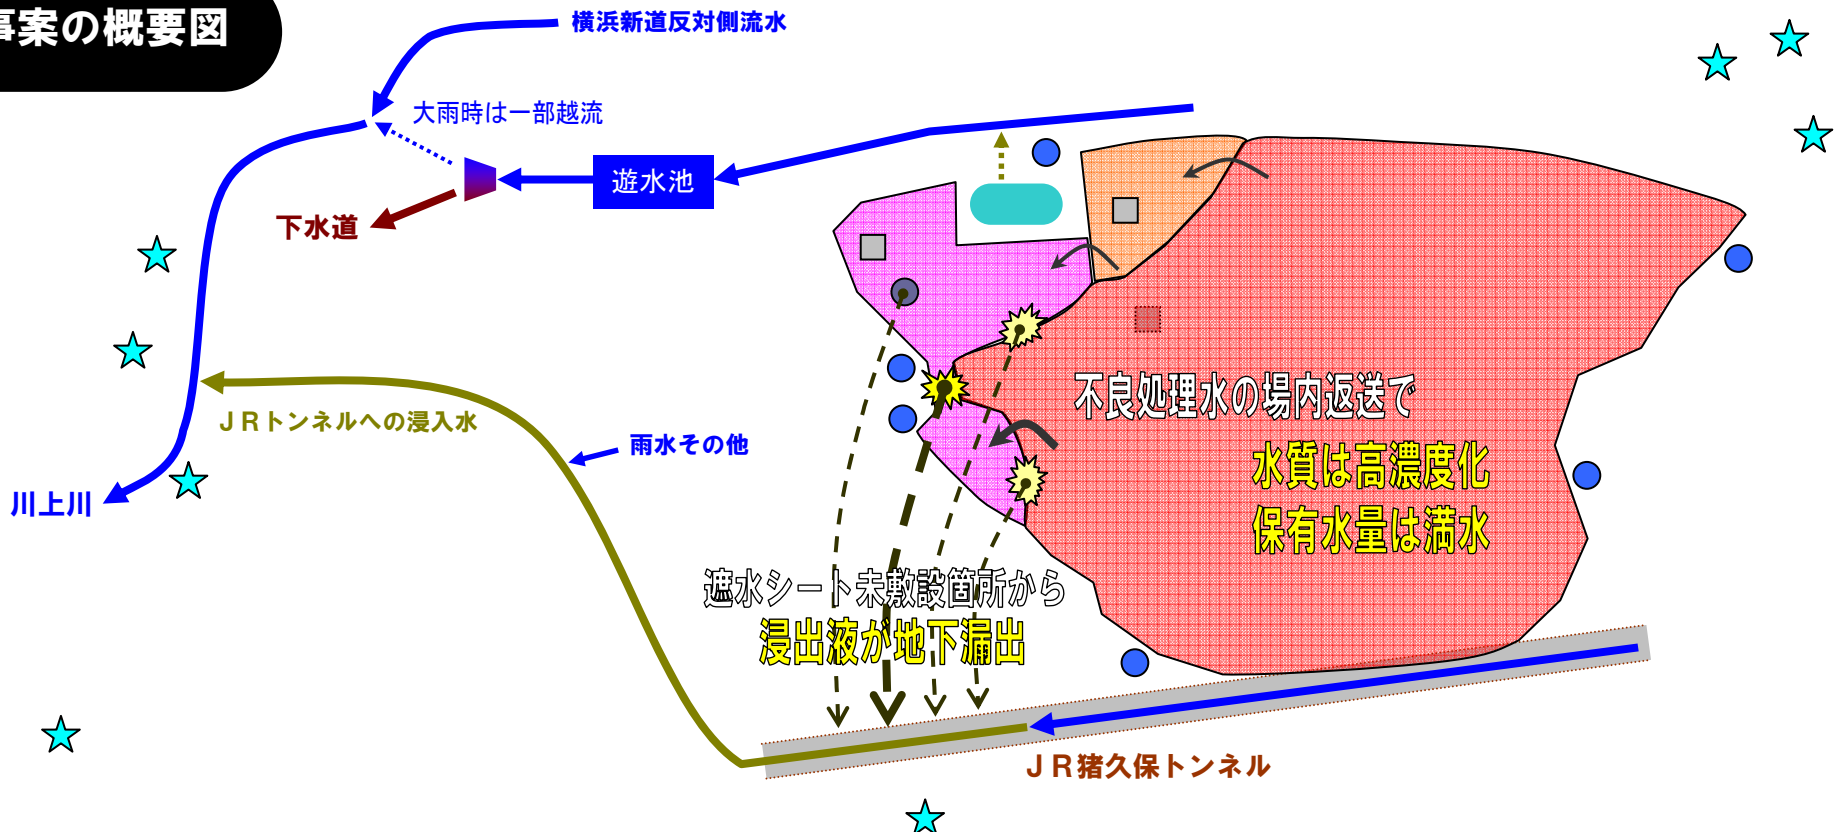 事案の概要図
横浜新道反対側流水
大雨時は一部越流
遊水池
下水道
JRトンネルへの浸入水
雨水その他
川上川
不良処理水の場内返送で
水質は高濃度化
保有水量は満水
遮水シート未敷設箇所から
浸出液が地下漏出
JR猪久保トンネル